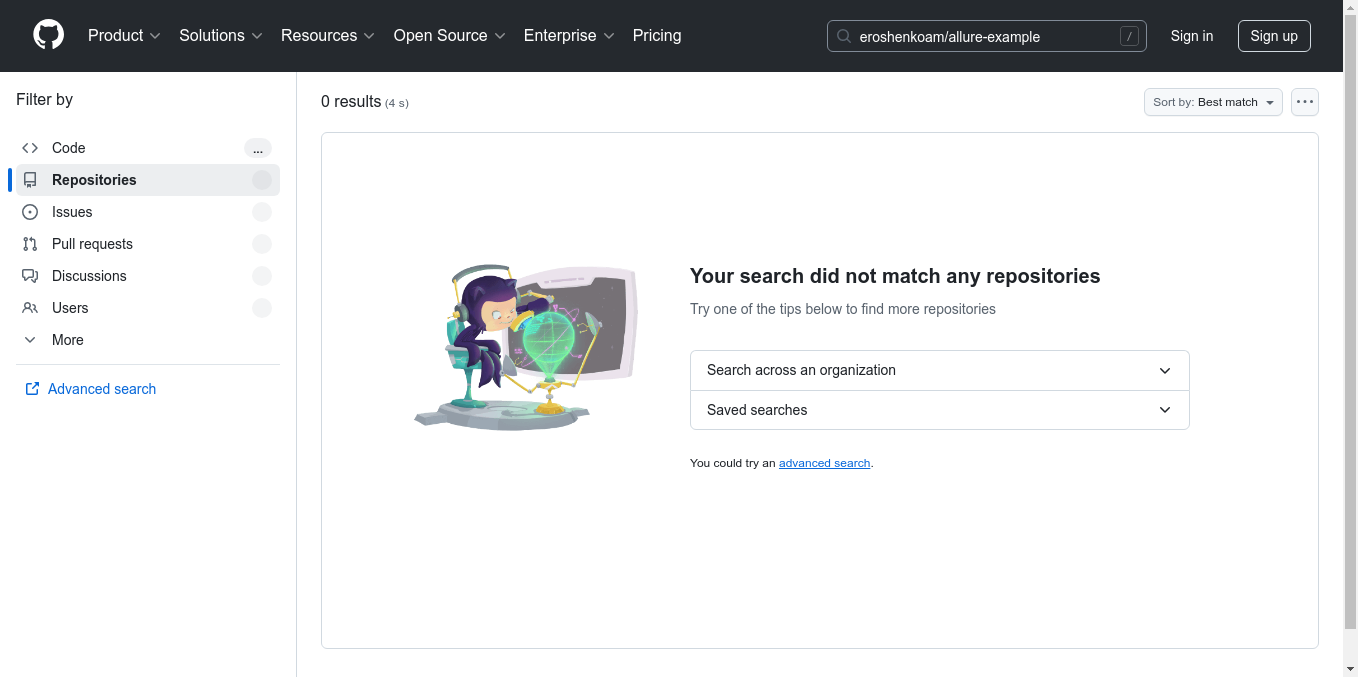 Product Solutions Resources Open Source Enterprise Pricing eroshenkoam/allure-example / Sign in Sign up
Filter by
Code ...
Repositories
Issues
Pull requests
Discussions
Users
More
Advanced search
0 results (4 s)
Sort by: Best match
Your search did not match any repositories
Try one of the tips below to find more repositories
Search across an organization
Saved searches
You could try an advanced search.